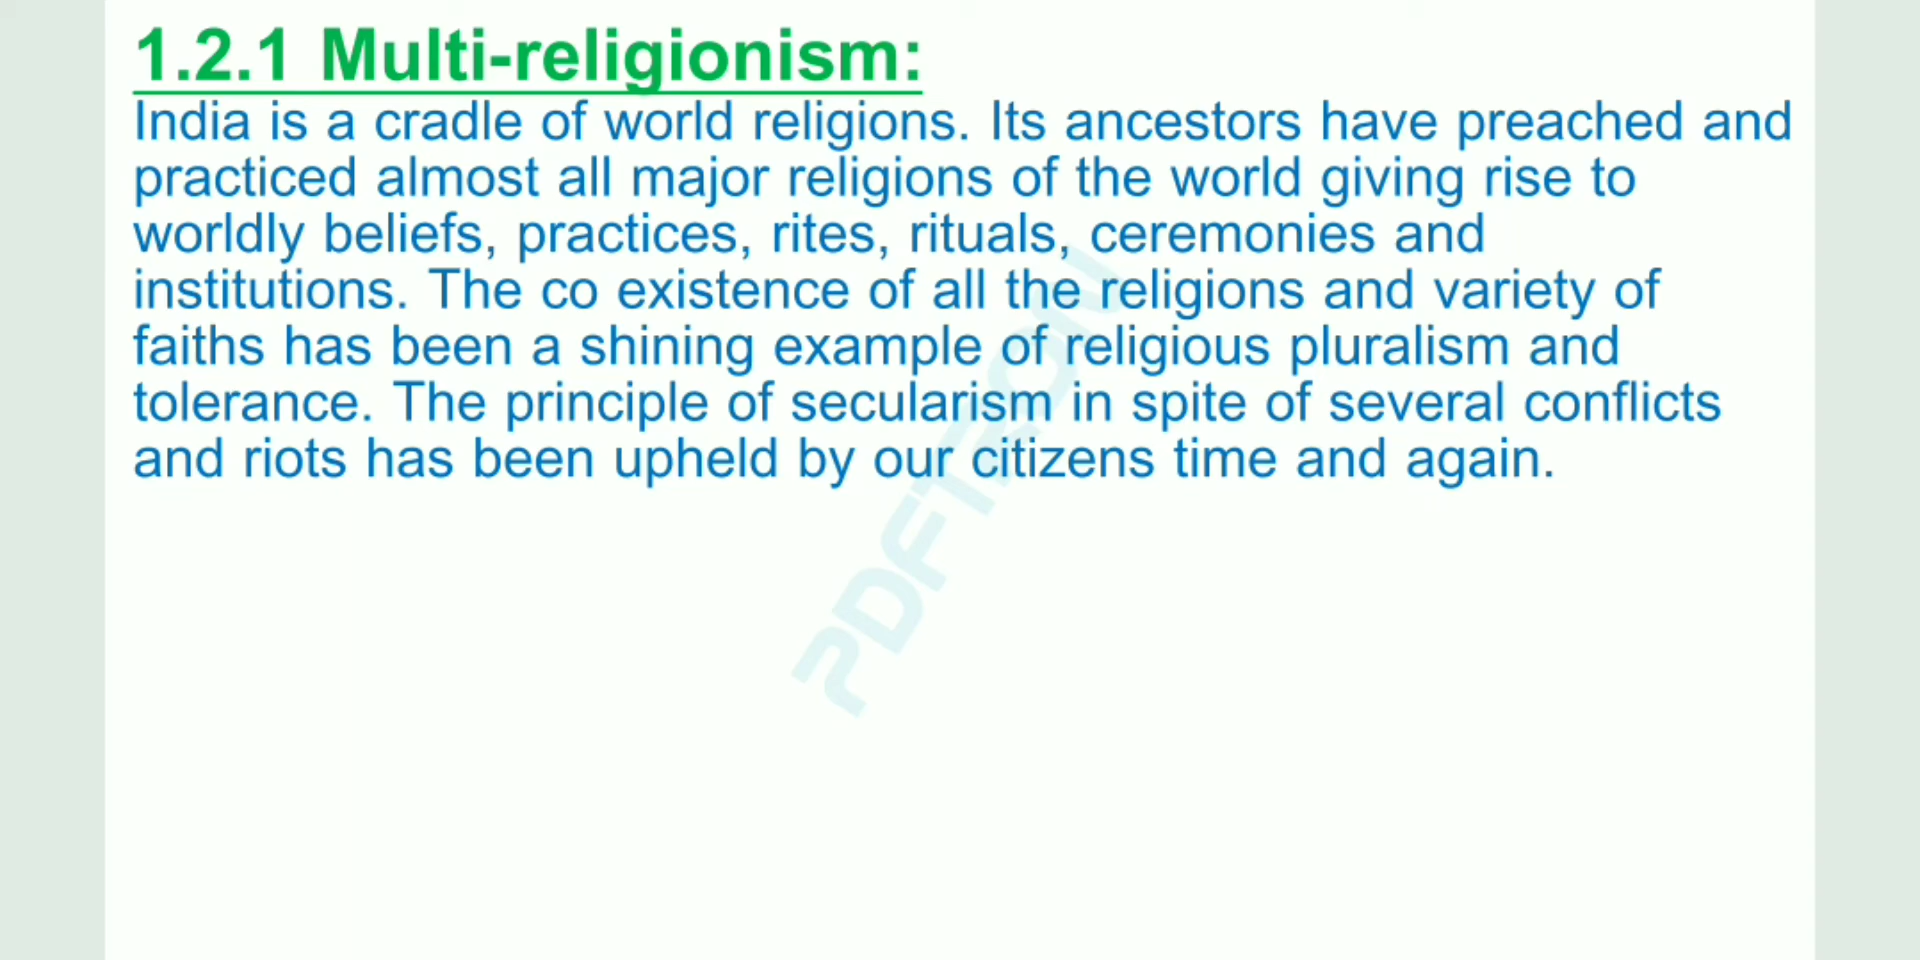 1.2.1 Multi-religionism:
India is a cradle of world religions. Its ancestors have preached and
practiced almost all major religions of the world giving rise to
worldly beliefs, practices, rites, rituals, ceremonies and
institutions. The co existence of all the religions and variety of
faiths has been a shining example of religious pluralism and
tolerance. The principle of secularism in spite of several conflicts
and riots has been upheld by our citizens time and again.
PDFTRON